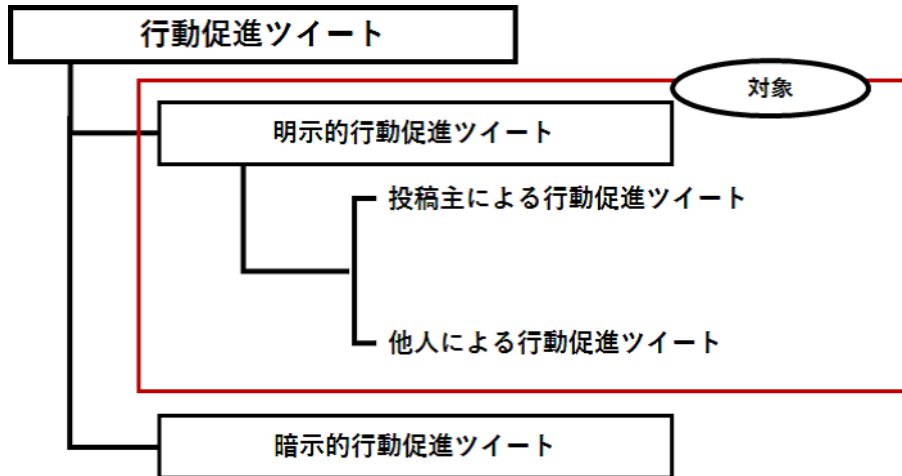 行動促進ツイート
対象
明示的行動促進ツイート
投稿主による行動促進ツイート
他人による行動促進ツイート
暗示的行動促進ツイート